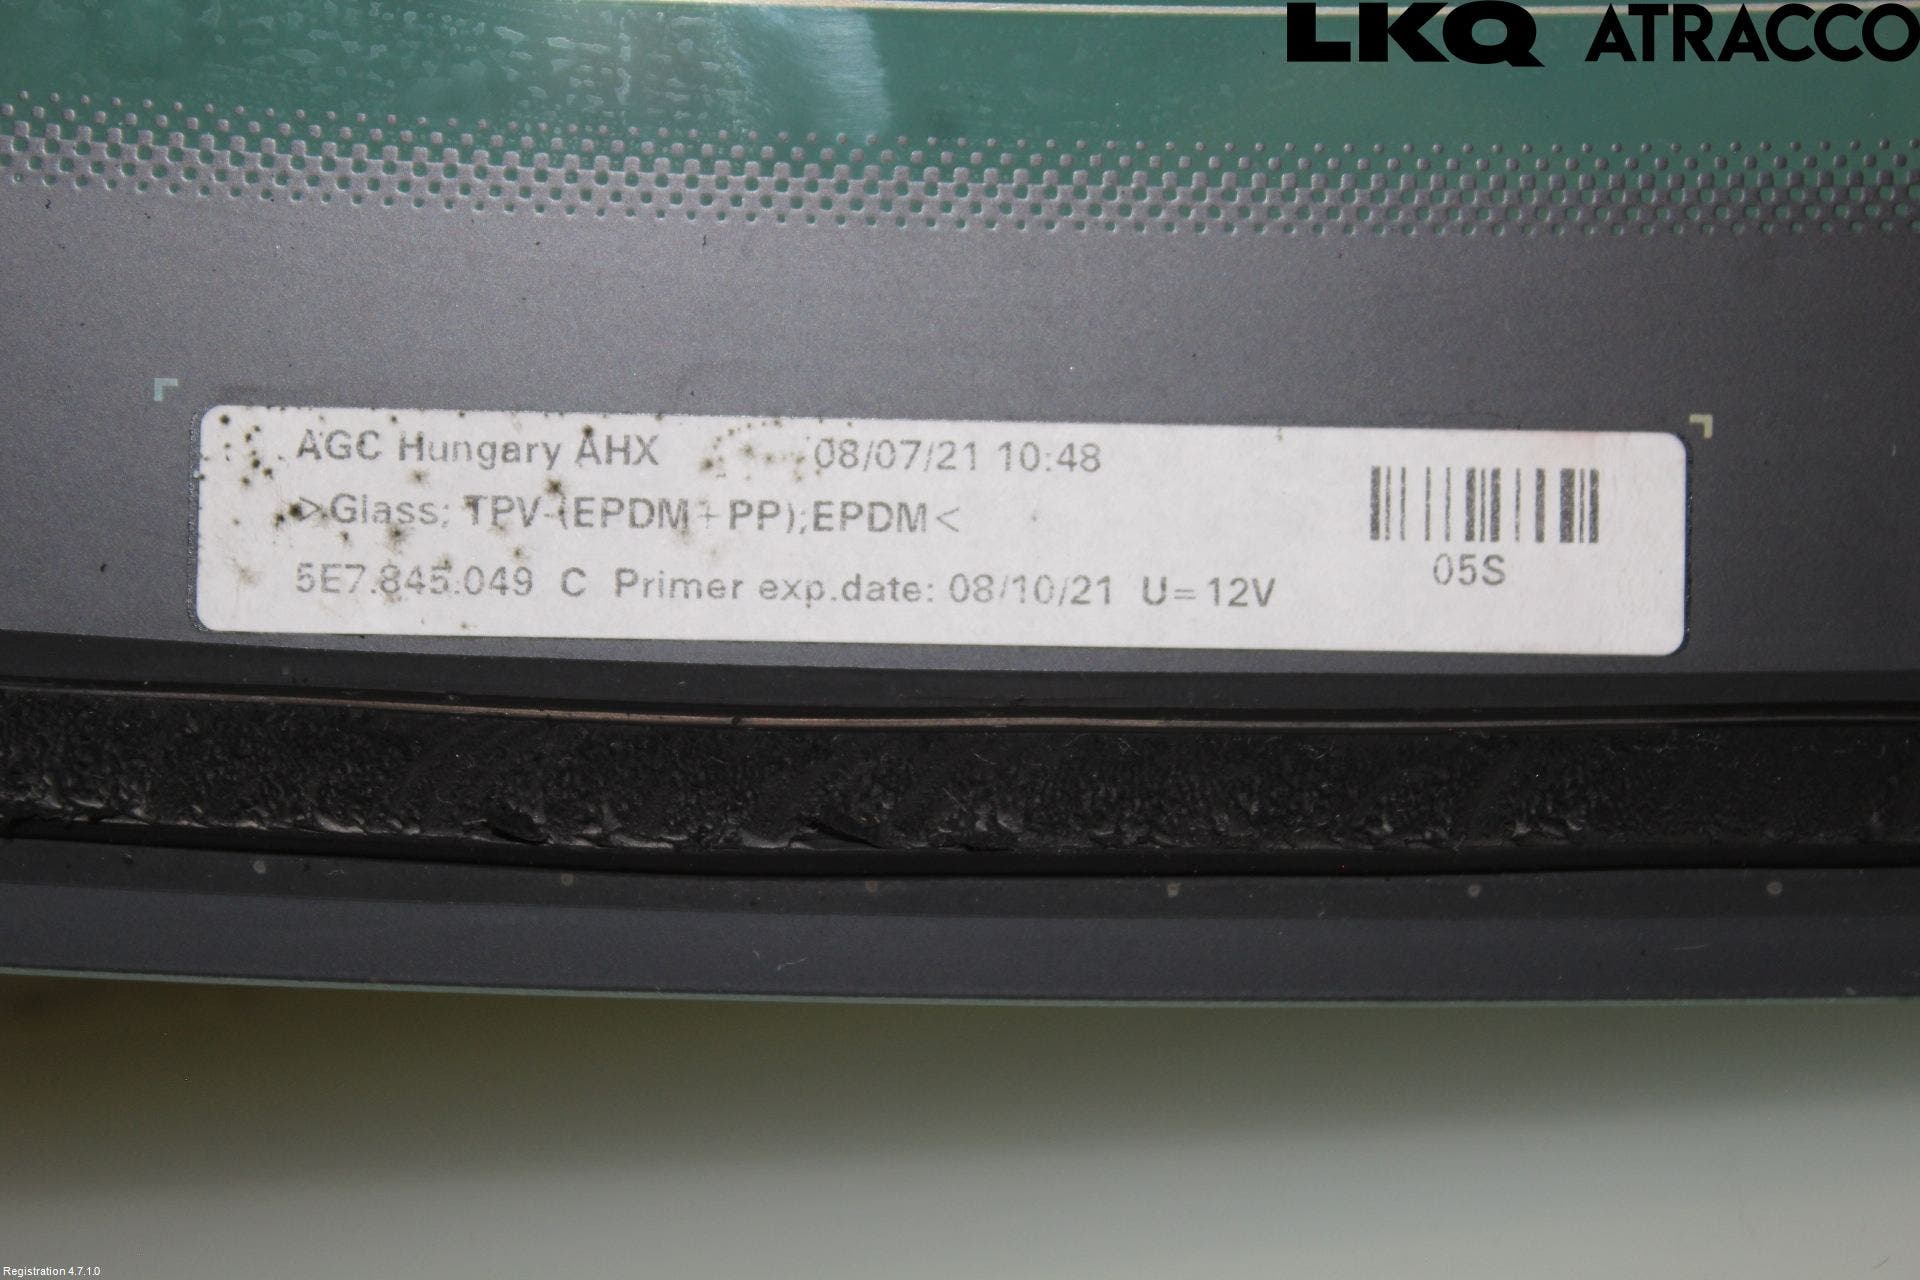 LKQ ATRACCO
AGC Hungary AHX 08/07/21 10:48
>Glass; TPV-(EPDM+PP);EPDM<
5E7.845.049 C Primer exp.date: 08/10/21 U=12V
05S
Registration 4.7.1.0